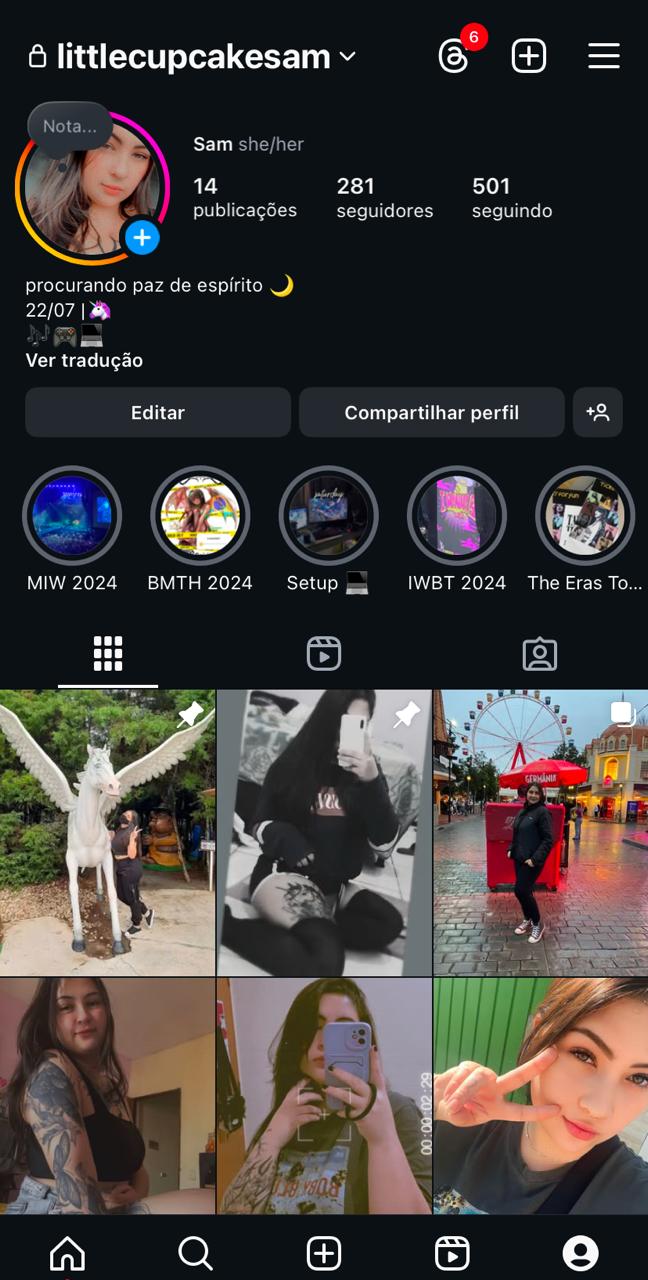 littlecupcakesam
6
Nota...
Sam she/her
14 281 501
publicações seguidores seguindo
procurando paz de espírito 🌙
22/07 |🦄
🎶🎮💻
Ver tradução
Editar Compartilhar perfil
saturday
MIW 2024 BMTH 2024 Setup 💻 IWBT 2024 The Eras To...
GERMÂNIA
00:00:02:29